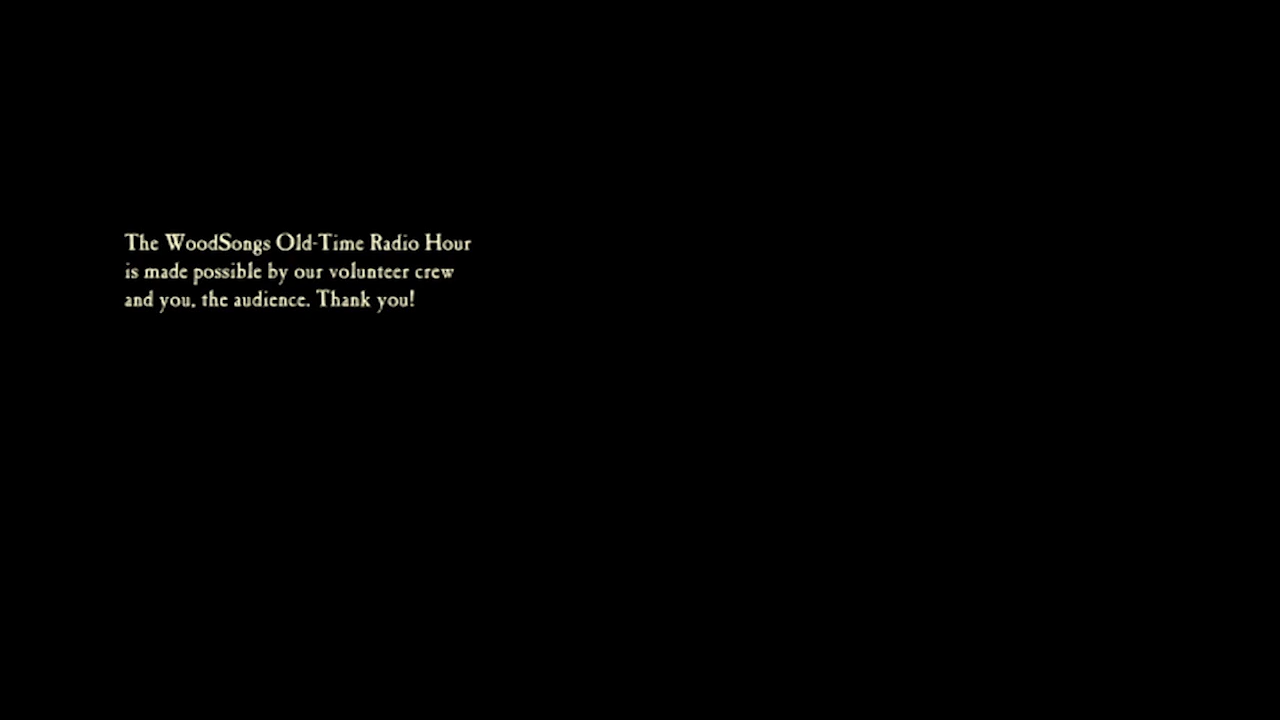 The WoodSongs Old-Time Radio Hour
is made possible by our volunteer crew
and you, the audience. Thank you!